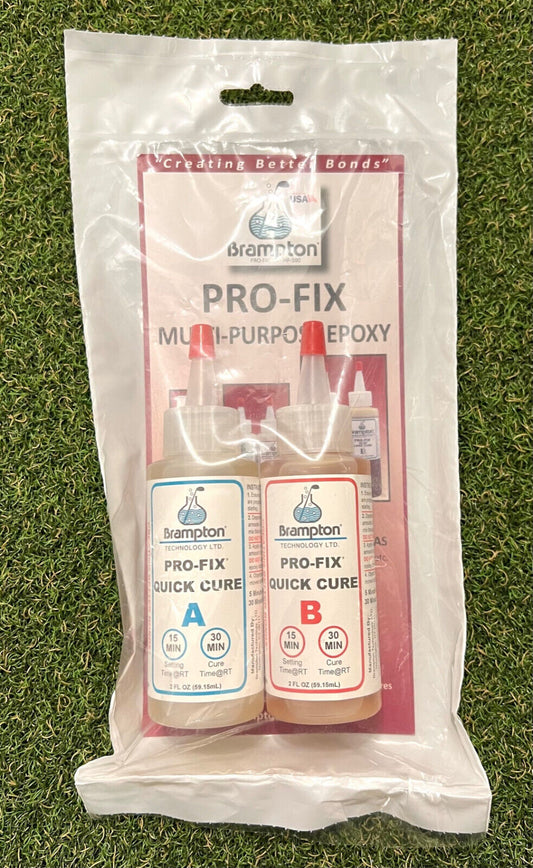 "Creating Better Bonds"
USA
Brampton®
PRO-FIX
MULTI-PURPOSE EPOXY
Brampton®
TECHNOLOGY LTD.
PRO-FIX®
QUICK CURE
A
15 MIN
30 MIN
Setting
Time@RT
Cure
Time@RT
2 FL OZ (59.15mL)
Brampton®
TECHNOLOGY LTD.
PRO-FIX®
QUICK CURE
B
15 MIN
30 MIN
Setting
Time@RT
Cure
Time@RT
2 FL OZ (59.15mL)
Brampton